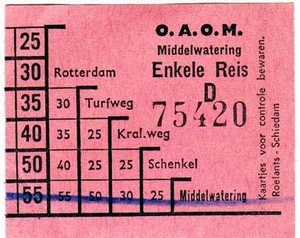 O.A.O.M.
Middelwatering
Enkele Reis
D
75420
25
30 Rotterdam
35 30 Turfweg
40 35 25 Kral.weg
50 40 25 25 Schenkel
55 55 50 30 25 Middelwatering
Kaartjes voor controle bewaren.
Roelants - Schiedam